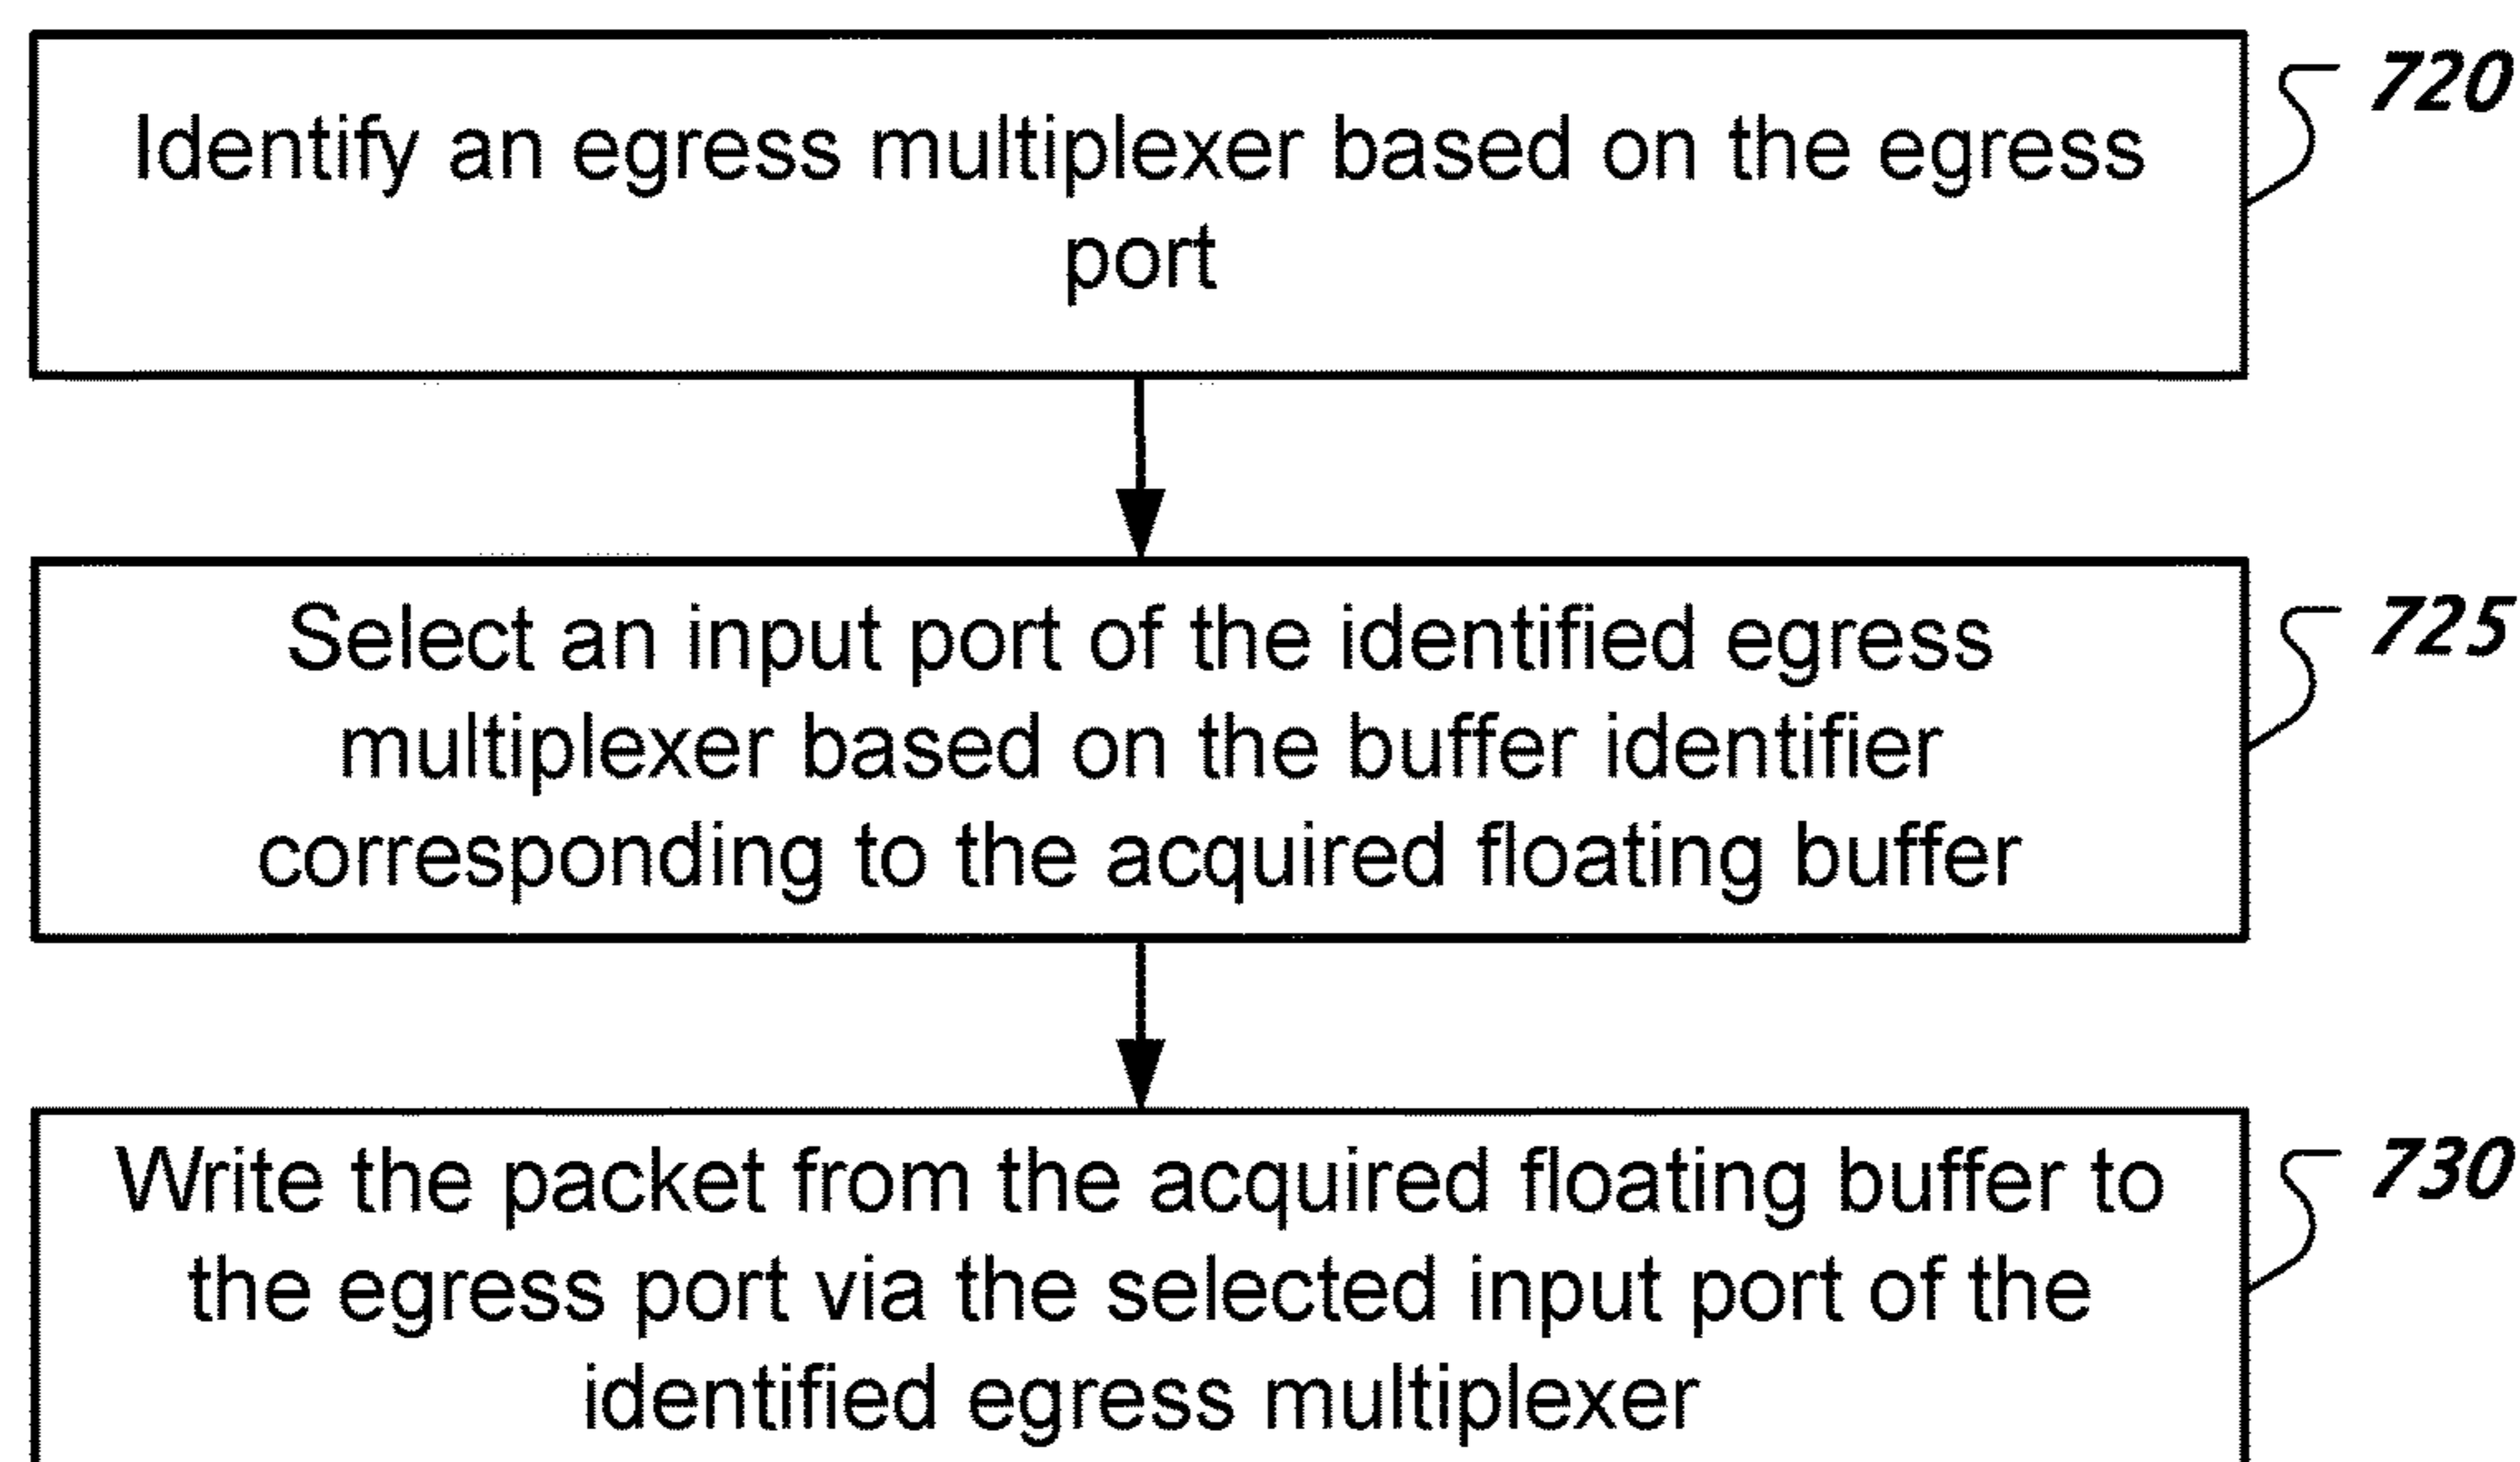 Identify an egress multiplexer based on the egress
port
720
Select an input port of the identified egress
multiplexer based on the buffer identifier
corresponding to the acquired floating buffer
725
Write the packet from the acquired floating buffer to
the egress port via the selected input port of the
identified egress multiplexer
730